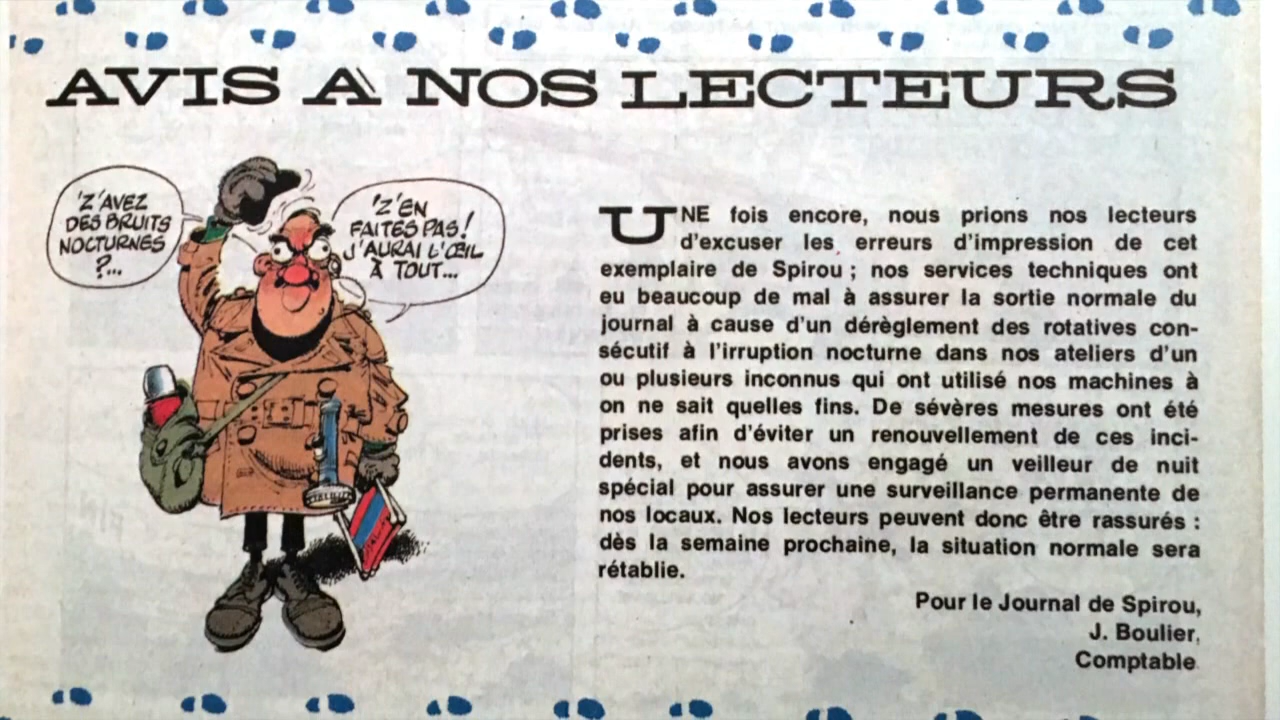 AVIS A NOS LECTEURS
'Z'AVEZ
DES BRUITS
NOCTURNES
?...
'Z'EN
FAITES PAS!
J'AURAI L'ŒIL
À TOUT...
UNE fois encore, nous prions nos lecteurs
d'excuser les erreurs d'impression de cet
exemplaire de Spirou ; nos services techniques ont
eu beaucoup de mal à assurer la sortie normale du
journal à cause d'un dérèglement des rotatives con-
sécutif à l'irruption nocturne dans nos ateliers d'un
ou plusieurs inconnus qui ont utilisé nos machines à
on ne sait quelles fins. De sévères mesures ont été
prises afin d'éviter un renouvellement de ces inci-
dents, et nous avons engagé un veilleur de nuit
spécial pour assurer une surveillance permanente de
nos locaux. Nos lecteurs peuvent donc être rassurés :
dès la semaine prochaine, la situation normale sera
rétablie.
Pour le Journal de Spirou,
J. Boulier,
Comptable